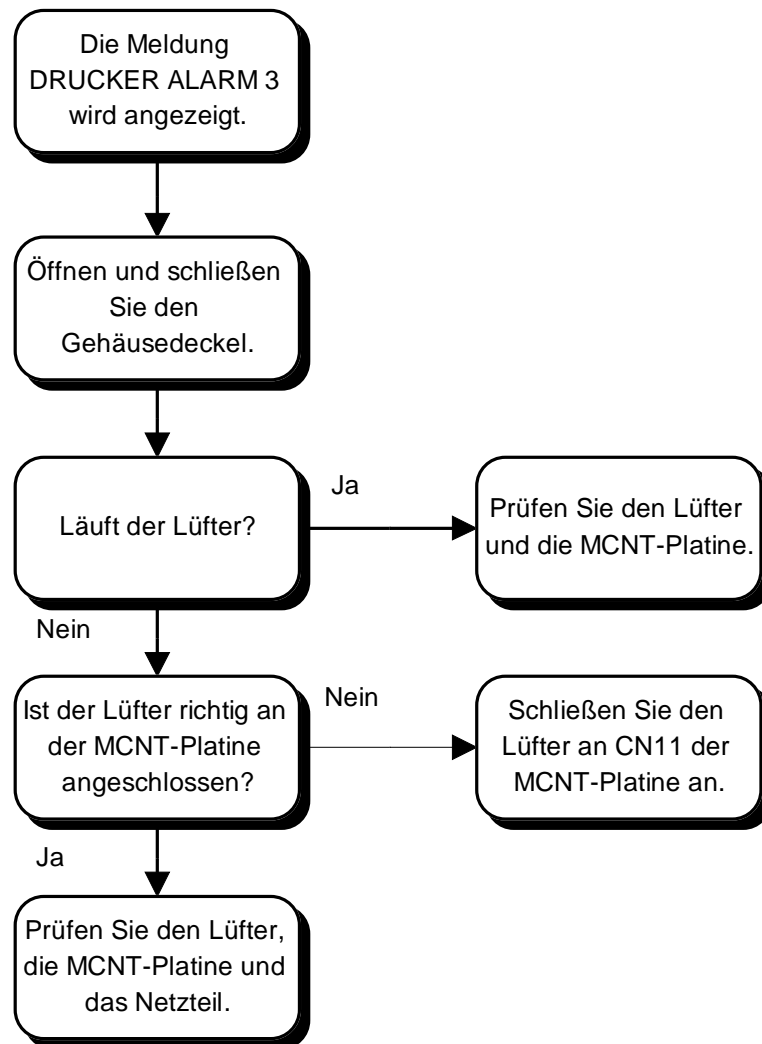 Die Meldung
DRUCKER ALARM 3
wird angezeigt.
Öffnen und schließen
Sie den
Gehäusedeckel.
Läuft der Lüfter?
Ja
Prüfen Sie den Lüfter
und die MCNT-Platine.
Nein
Ist der Lüfter richtig an
der MCNT-Platine
angeschlossen?
Nein
Schließen Sie den
Lüfter an CN11 der
MCNT-Platine an.
Ja
Prüfen Sie den Lüfter,
die MCNT-Platine und
das Netzteil.